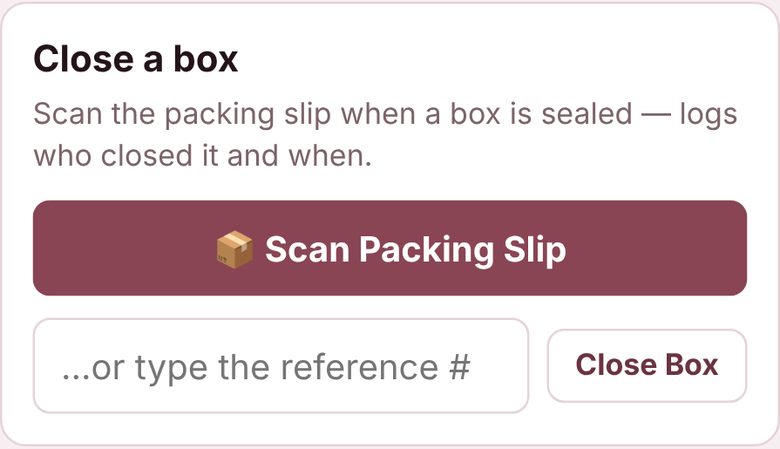 Close a box
Scan the packing slip when a box is sealed — logs
who closed it and when.
📦 Scan Packing Slip
...or type the reference #
Close Box